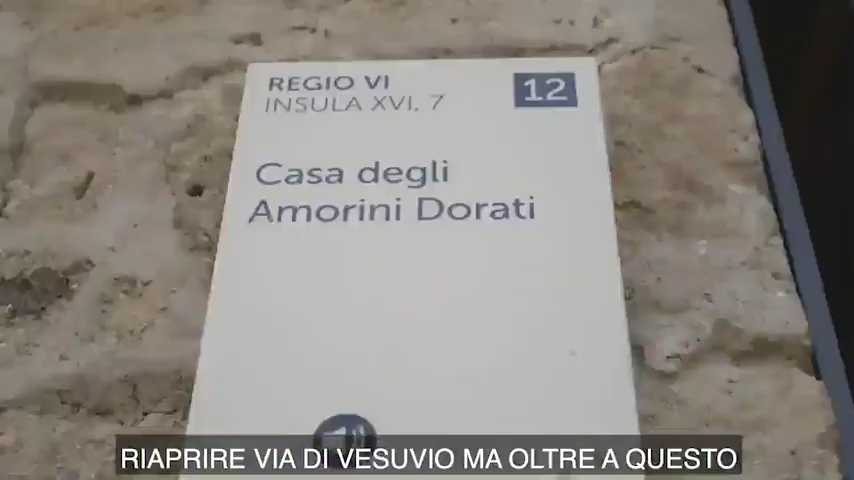 REGIO VI
INSULA XVI. 7
12
Casa degli
Amorini Dorati
RIAPRIRE VIA DI VESUVIO MA OLTRE A QUESTO